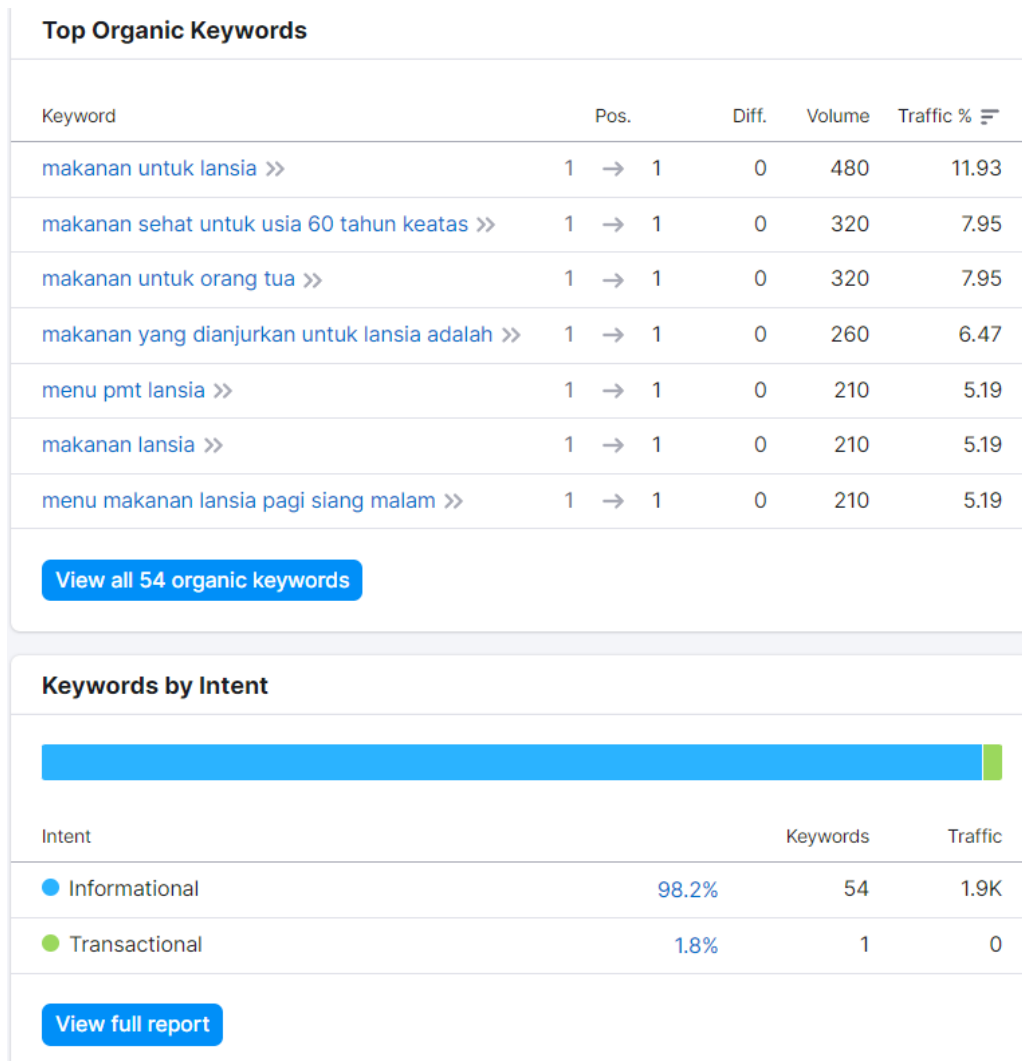 Top Organic Keywords
Keyword Pos. Diff. Volume Traffic %
makanan untuk lansia >> 1 → 1 0 480 11.93
makanan sehat untuk usia 60 tahun keatas >> 1 → 1 0 320 7.95
makanan untuk orang tua >> 1 → 1 0 320 7.95
makanan yang dianjurkan untuk lansia adalah >> 1 → 1 0 260 6.47
menu pmt lansia >> 1 → 1 0 210 5.19
makanan lansia >> 1 → 1 0 210 5.19
menu makanan lansia pagi siang malam >> 1 → 1 0 210 5.19
View all 54 organic keywords
Keywords by Intent
Intent Keywords Traffic
Informational 98.2% 54 1.9K
Transactional 1.8% 1 0
View full report